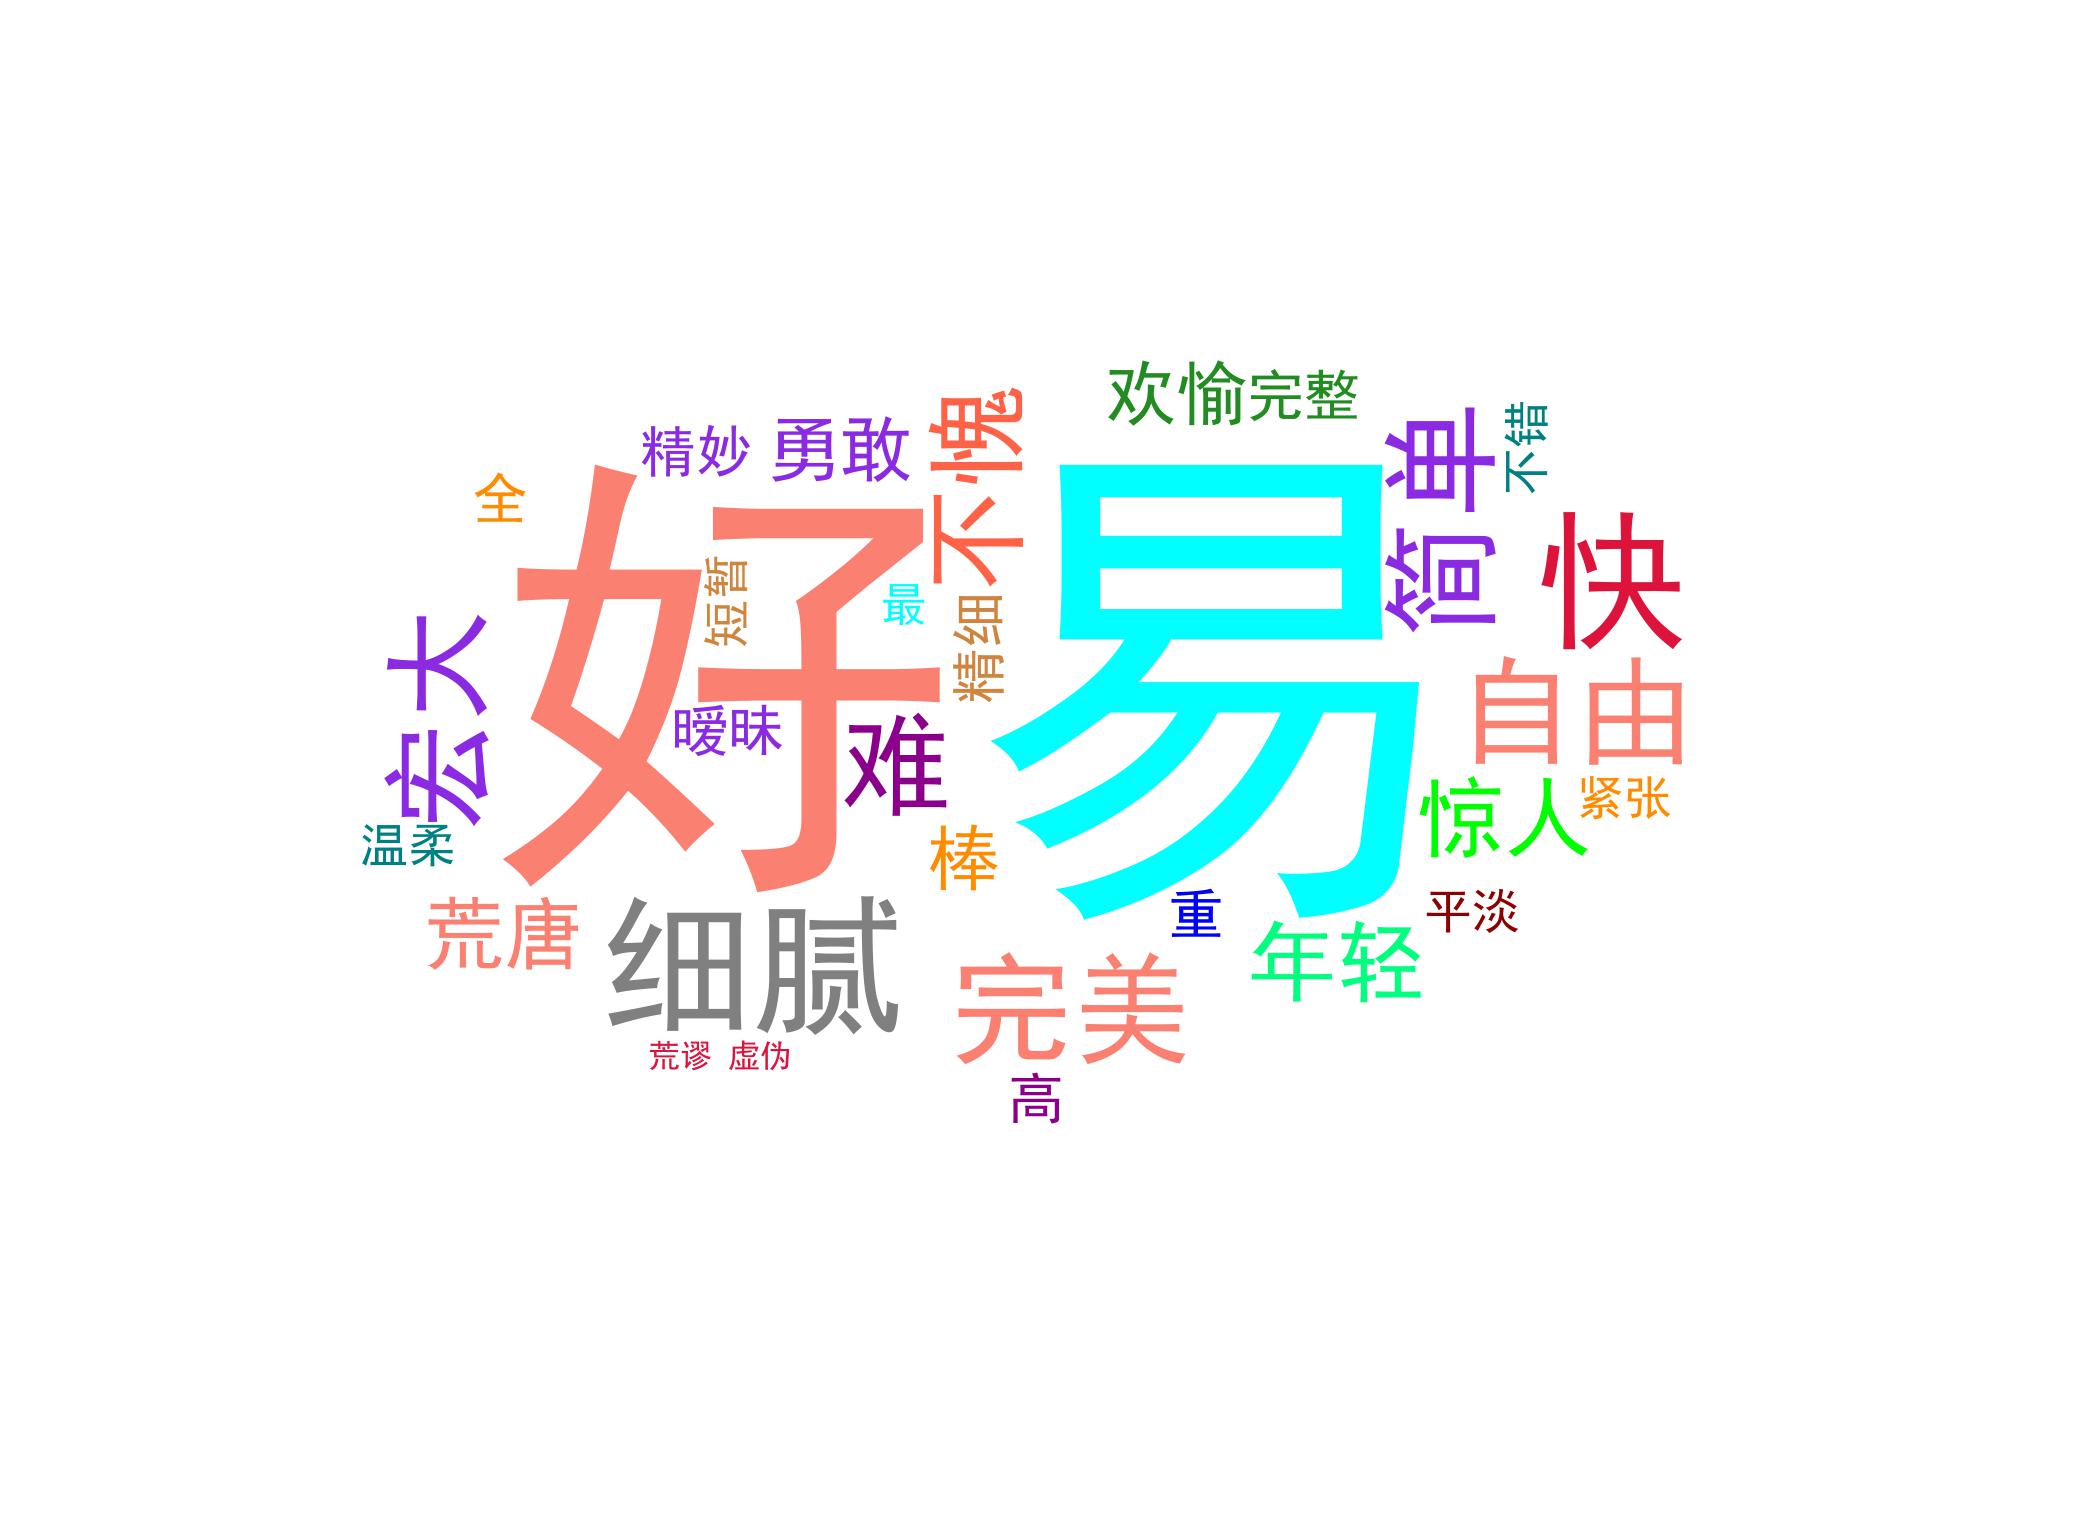 欢愉
完整
不愧
不错
简单
精妙
勇敢
全
好
易
快
短暂
最
精细
宏大
自由
暧昧
难
惊人
紧张
温柔
棒
重
平淡
荒唐
细腻
年轻
完美
荒谬
虚伪
高